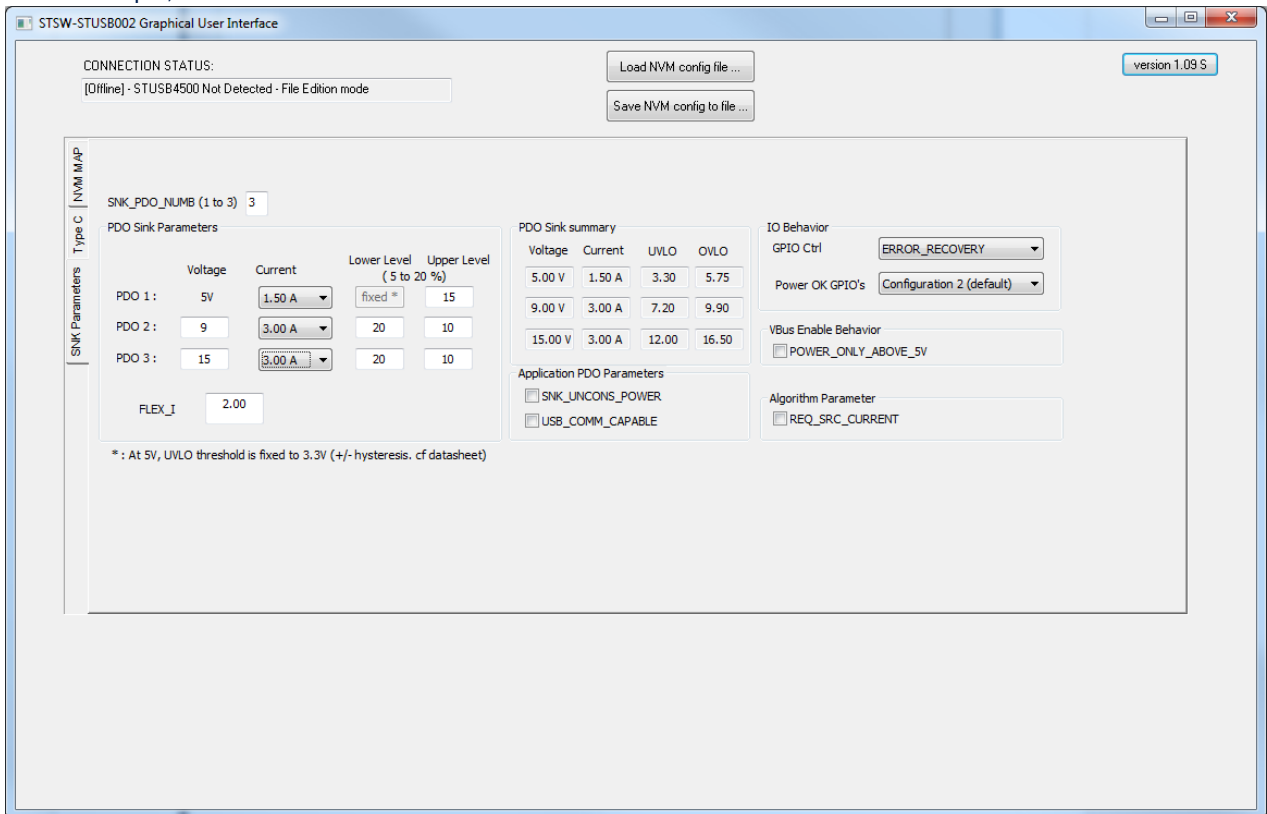 STSW-STUSB002 Graphical User Interface
CONNECTION STATUS:
[Offline] - STUSB4500 Not Detected - File Edition mode
Load NVM config file ...
Save NVM config to file ...
version 1.09 S
NVM MAP
Type C
SNK Parameters
SNK_PDO_NUMB (1 to 3) 3
PDO Sink Parameters
Voltage Current Lower Level Upper Level
( 5 to 20 %)
PDO 1 : 5V 1.50 A fixed * 15
PDO 2 : 9 3.00 A 20 10
PDO 3 : 15 3.00 A 20 10
FLEX_I 2.00
* : At 5V, UVLO threshold is fixed to 3.3V (+/- hysteresis. cf datasheet)
PDO Sink summary
Voltage Current UVLO OVLO
5.00 V 1.50 A 3.30 5.75
9.00 V 3.00 A 7.20 9.90
15.00 V 3.00 A 12.00 16.50
Application PDO Parameters
SNK_UNCONS_POWER
USB_COMM_CAPABLE
IO Behavior
GPIO Ctrl ERROR_RECOVERY
Power OK GPIO's Configuration 2 (default)
VBus Enable Behavior
POWER_ONLY_ABOVE_5V
Algorithm Parameter
REQ_SRC_CURRENT